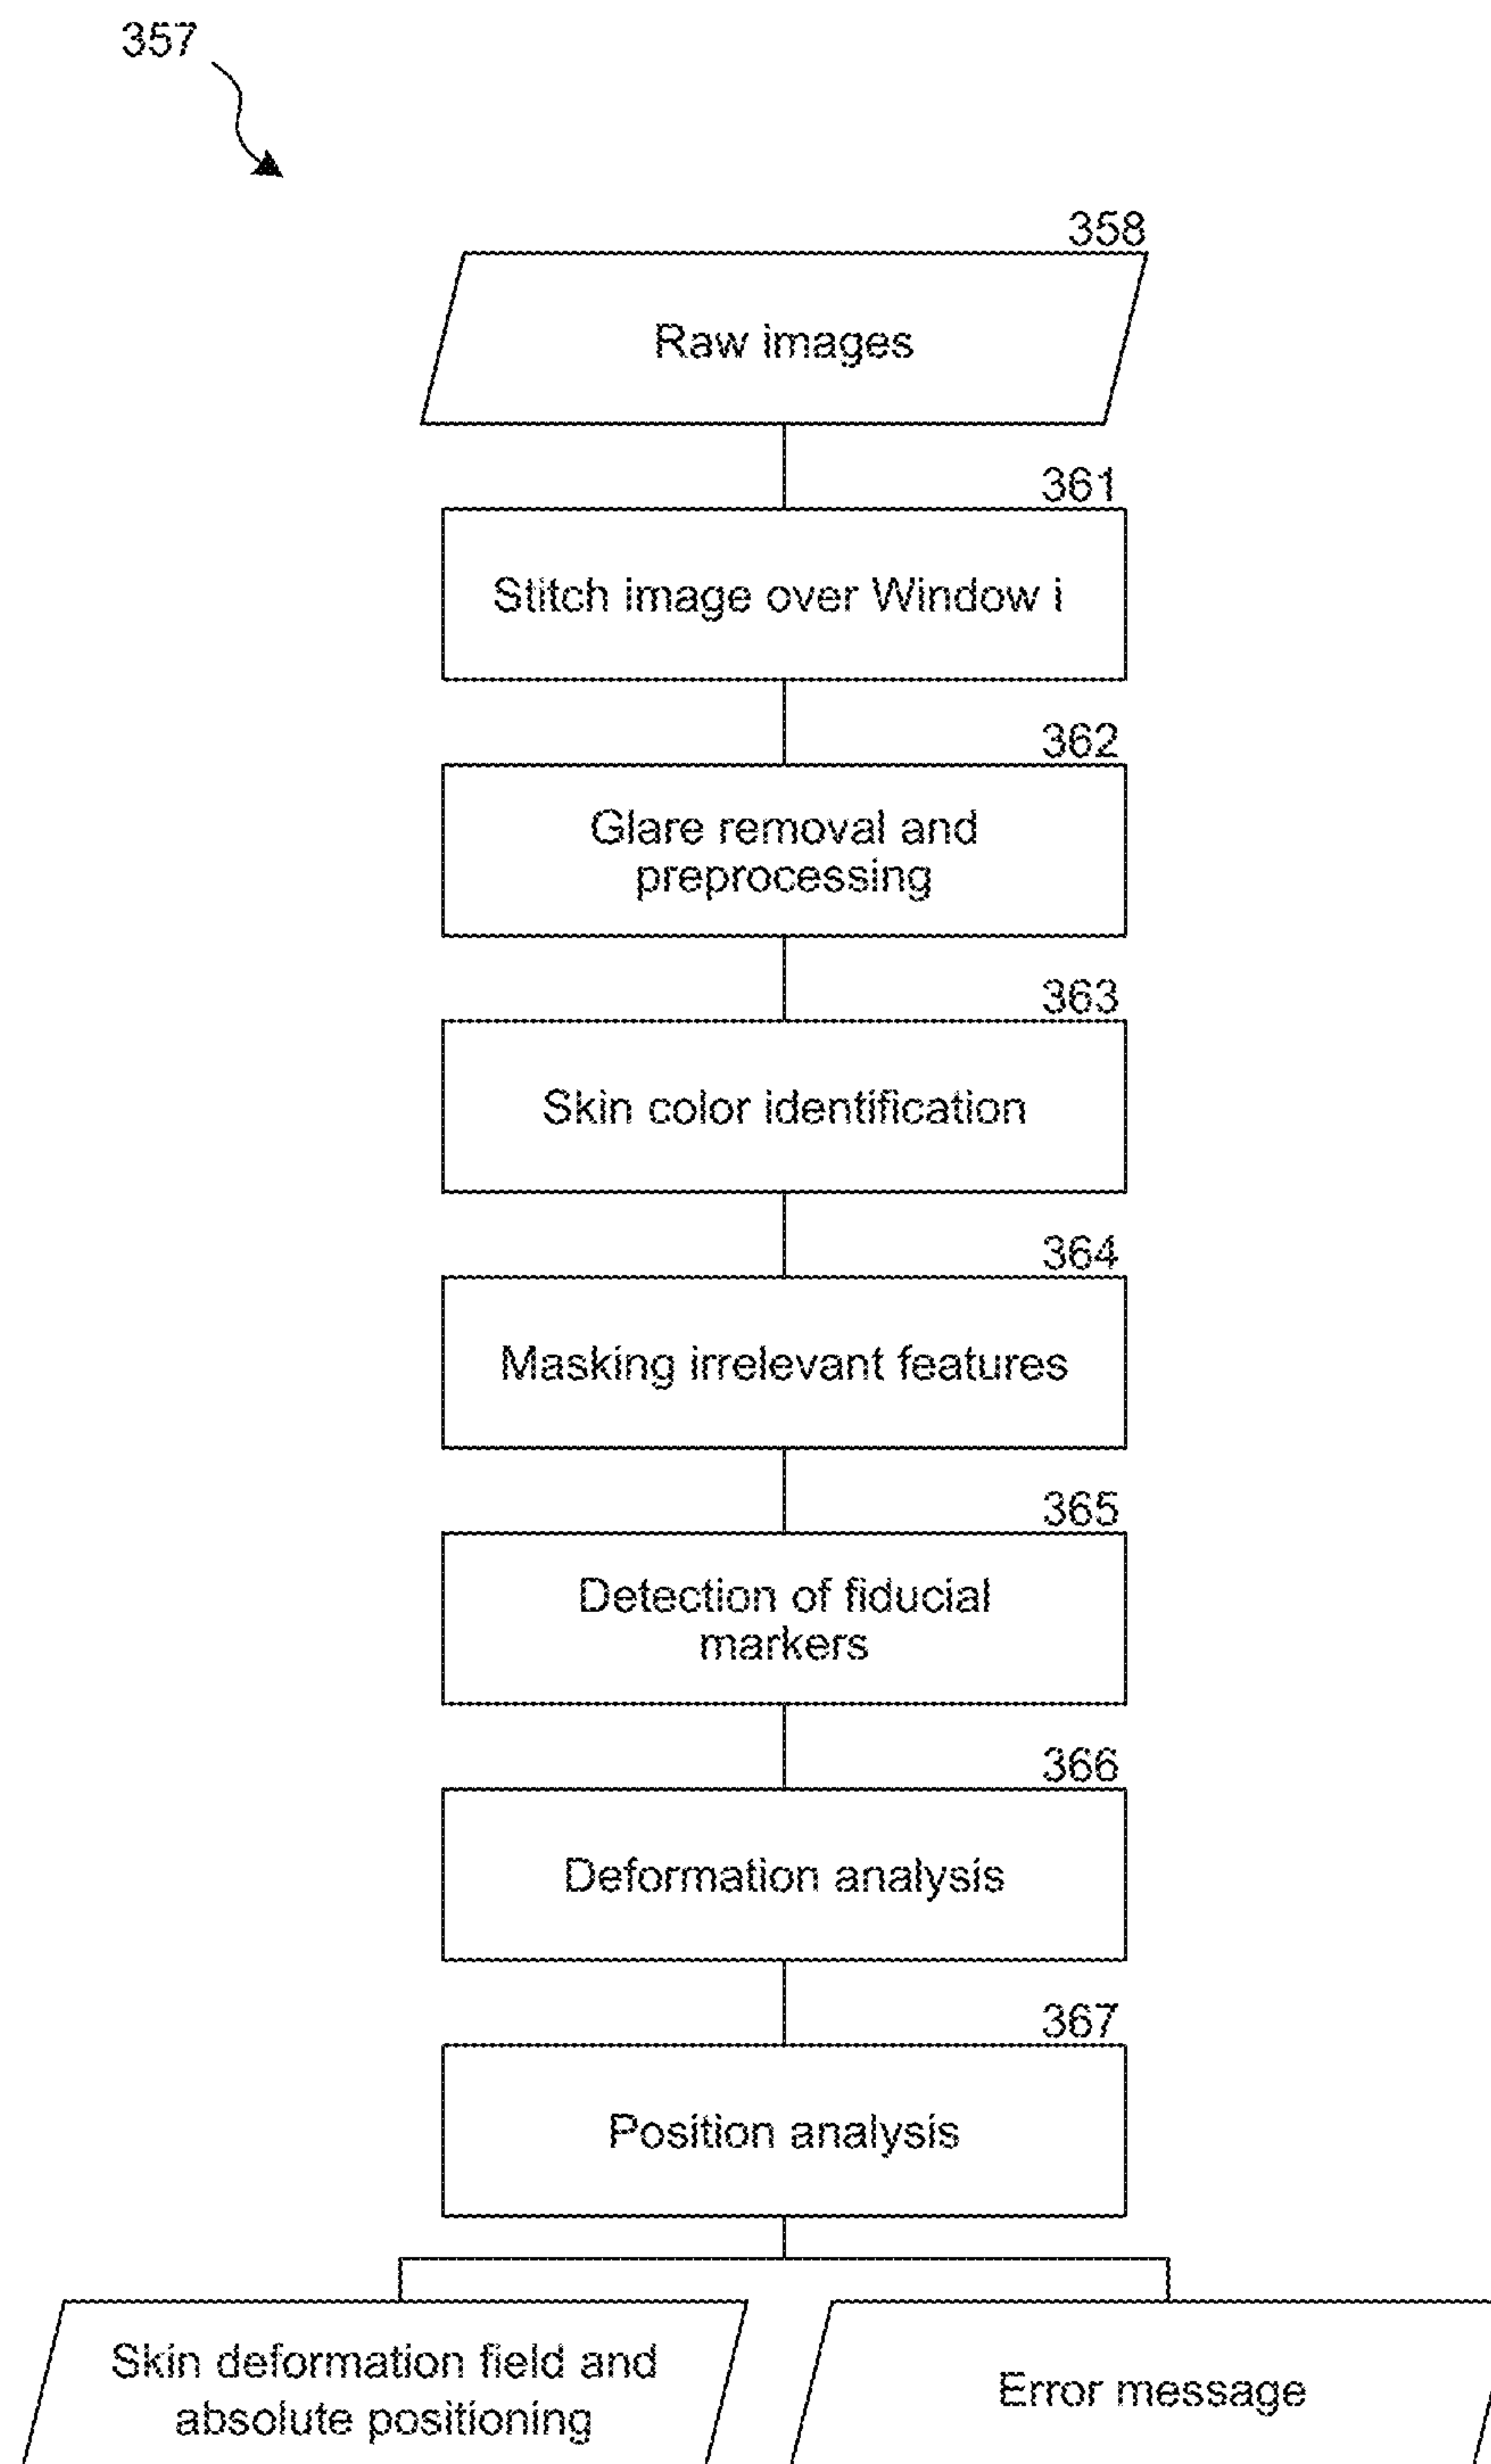 357
358
Raw images
361
Stitch image over Window i
362
Glare removal and
preprocessing
363
Skin color identification
364
Masking irrelevant features
365
Detection of fiducial
markers
366
Deformation analysis
367
Position analysis
Skin deformation field and
absolute positioning
Error message